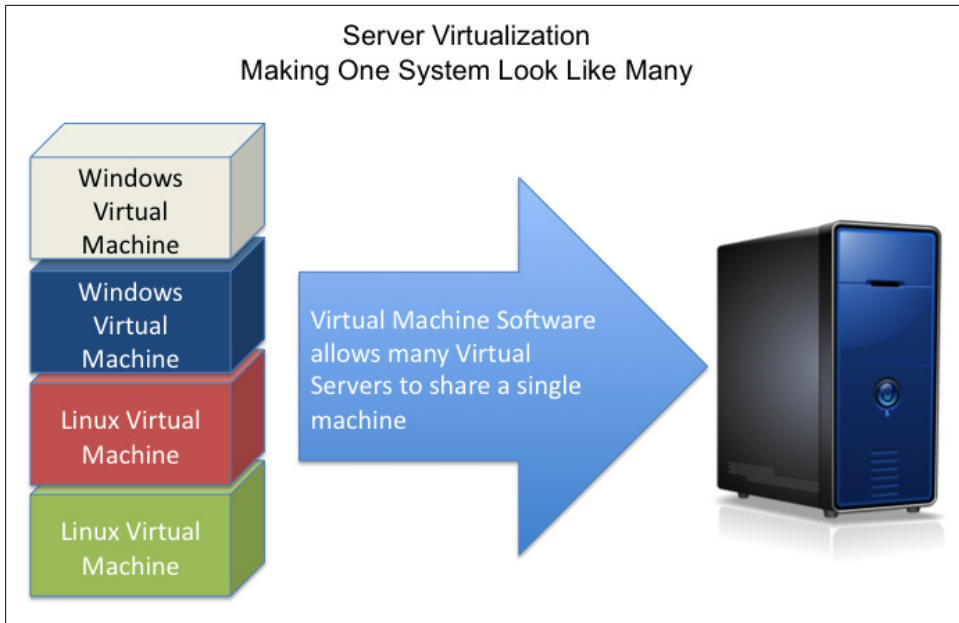 Server Virtualization
Making One System Look Like Many
Windows
Virtual
Machine
Windows
Virtual
Machine
Linux Virtual
Machine
Linux Virtual
Machine
Virtual Machine Software
allows many Virtual
Servers to share a single
machine